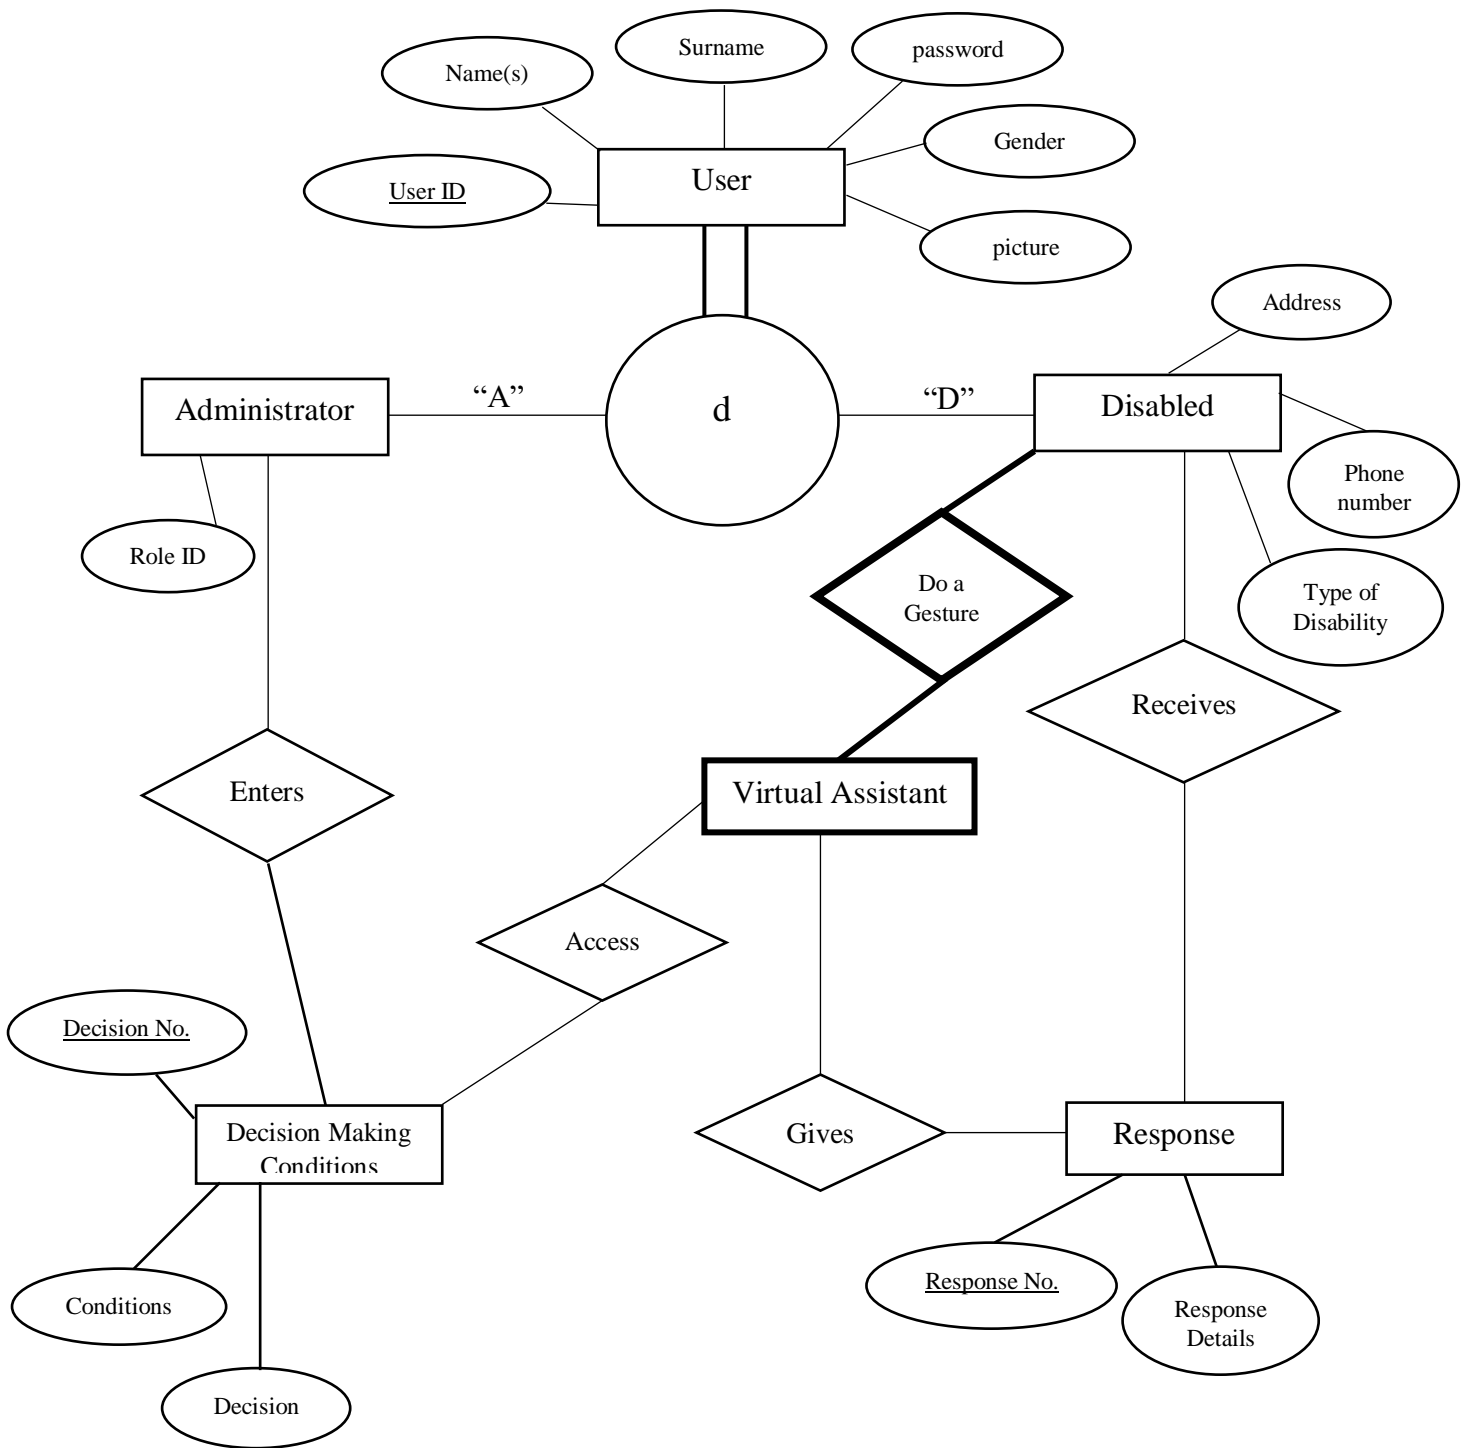 Surname
password
Name(s)
Gender
User
User ID
picture
Address
“A”
“D”
Administrator
d
Disabled
Phone
number
Role ID
Do a
Gesture
Type of
Disability
Receives
Enters
Virtual Assistant
Access
Decision No.
Decision Making
Conditions
Gives
Response
Response No.
Conditions
Response
Details
Decision